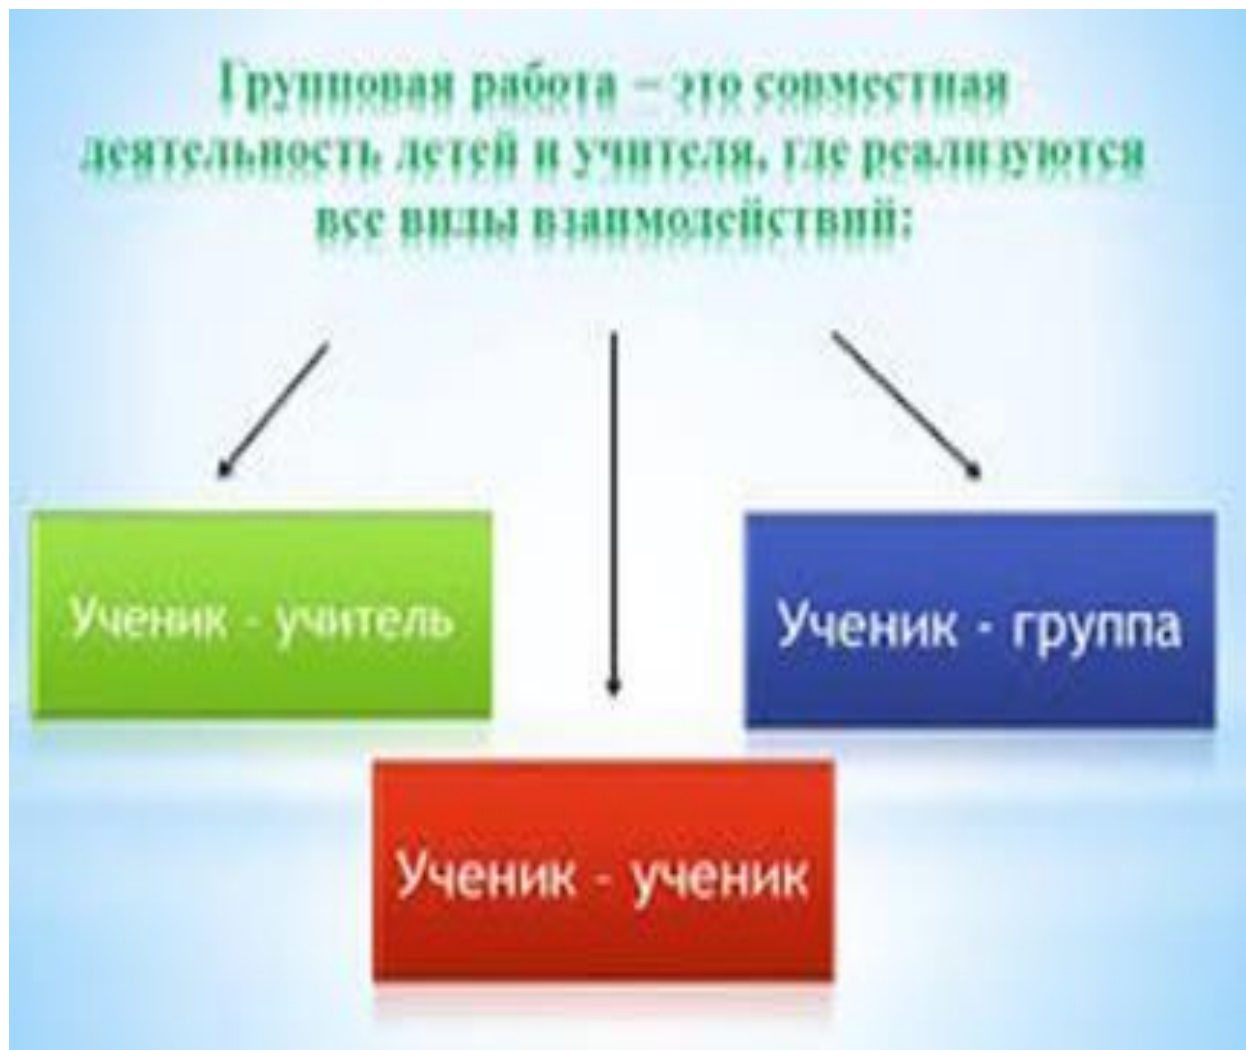 Групповая работа – это совместная
деятельность детей и учителя, где реализуются
все виды взаимодействий:
Ученик - учитель
Ученик - группа
Ученик - ученик